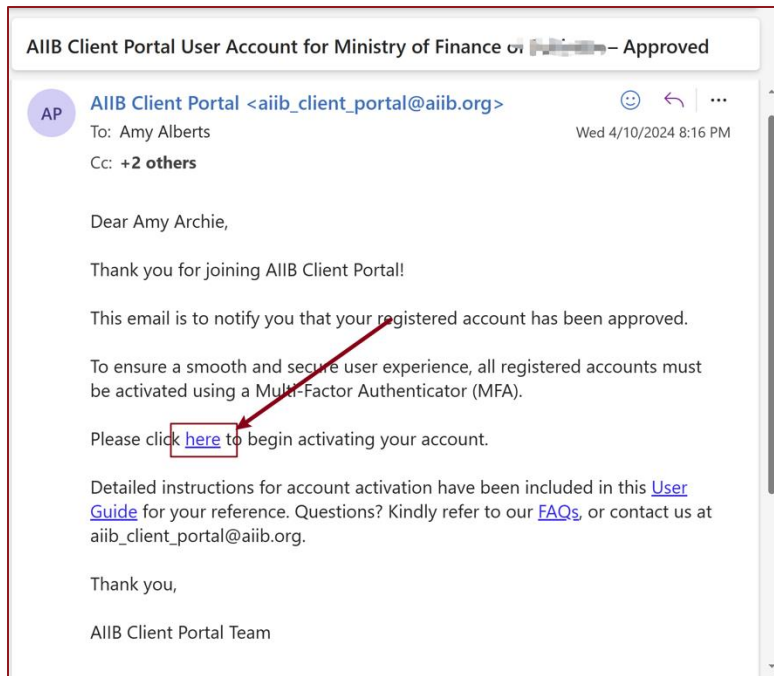 AIIB Client Portal User Account for Ministry of Finance – Approved
AP
AIIB Client Portal <aiib_client_portal@aiib.org>
To: Amy Alberts
Wed 4/10/2024 8:16 PM
Cc: +2 others
Dear Amy Archie,
Thank you for joining AIIB Client Portal!
This email is to notify you that your registered account has been approved.
To ensure a smooth and secure user experience, all registered accounts must
be activated using a Multi-Factor Authenticator (MFA).
Please click here to begin activating your account.
Detailed instructions for account activation have been included in this User
Guide for your reference. Questions? Kindly refer to our FAQs, or contact us at
aiib_client_portal@aiib.org.
Thank you,
AIIB Client Portal Team